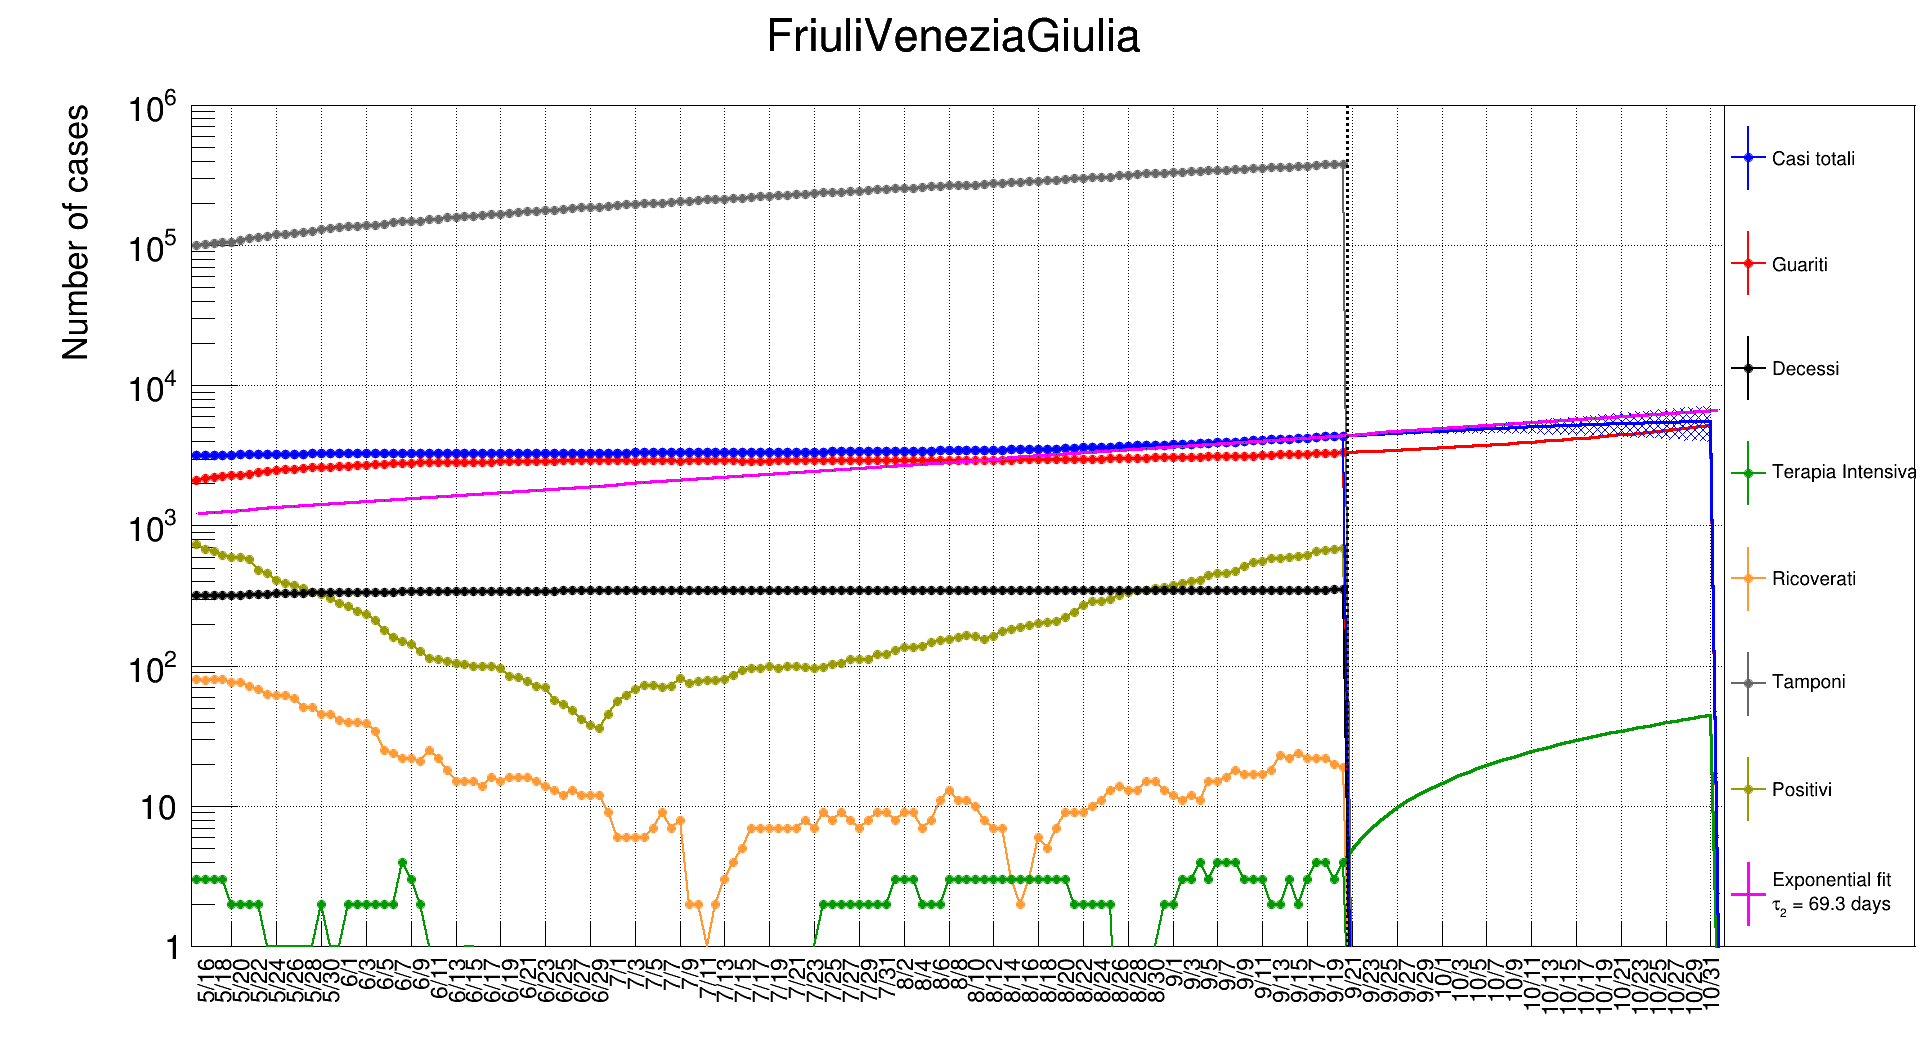 FriuliVeneziaGiulia
Number of cases
10^6
10^5
10^4
10^3
10^2
10
1
5/16 5/18 5/20 5/22 5/24 5/26 5/28 5/30 6/1 6/3 6/5 6/7 6/9 6/11 6/13 6/15 6/17 6/19 6/21 6/23 6/25 6/27 6/29 7/1 7/3 7/5 7/7 7/9 7/11 7/13 7/15 7/17 7/19 7/21 7/23 7/25 7/27 7/29 7/31 8/2 8/4 8/6 8/8 8/10 8/12 8/14 8/16 8/18 8/20 8/22 8/24 8/26 8/28 8/30 9/1 9/3 9/5 9/7 9/9 9/11 9/13 9/15 9/17 9/19 9/21 9/23 9/25 9/27 9/29 10/1 10/3 10/5 10/7 10/9 10/11 10/13 10/15 10/17 10/19 10/21 10/23 10/25 10/27 10/29 10/31
Casi totali
Guariti
Decessi
Terapia Intensiva
Ricoverati
Tamponi
Positivi
Exponential fit
τ₂ = 69.3 days